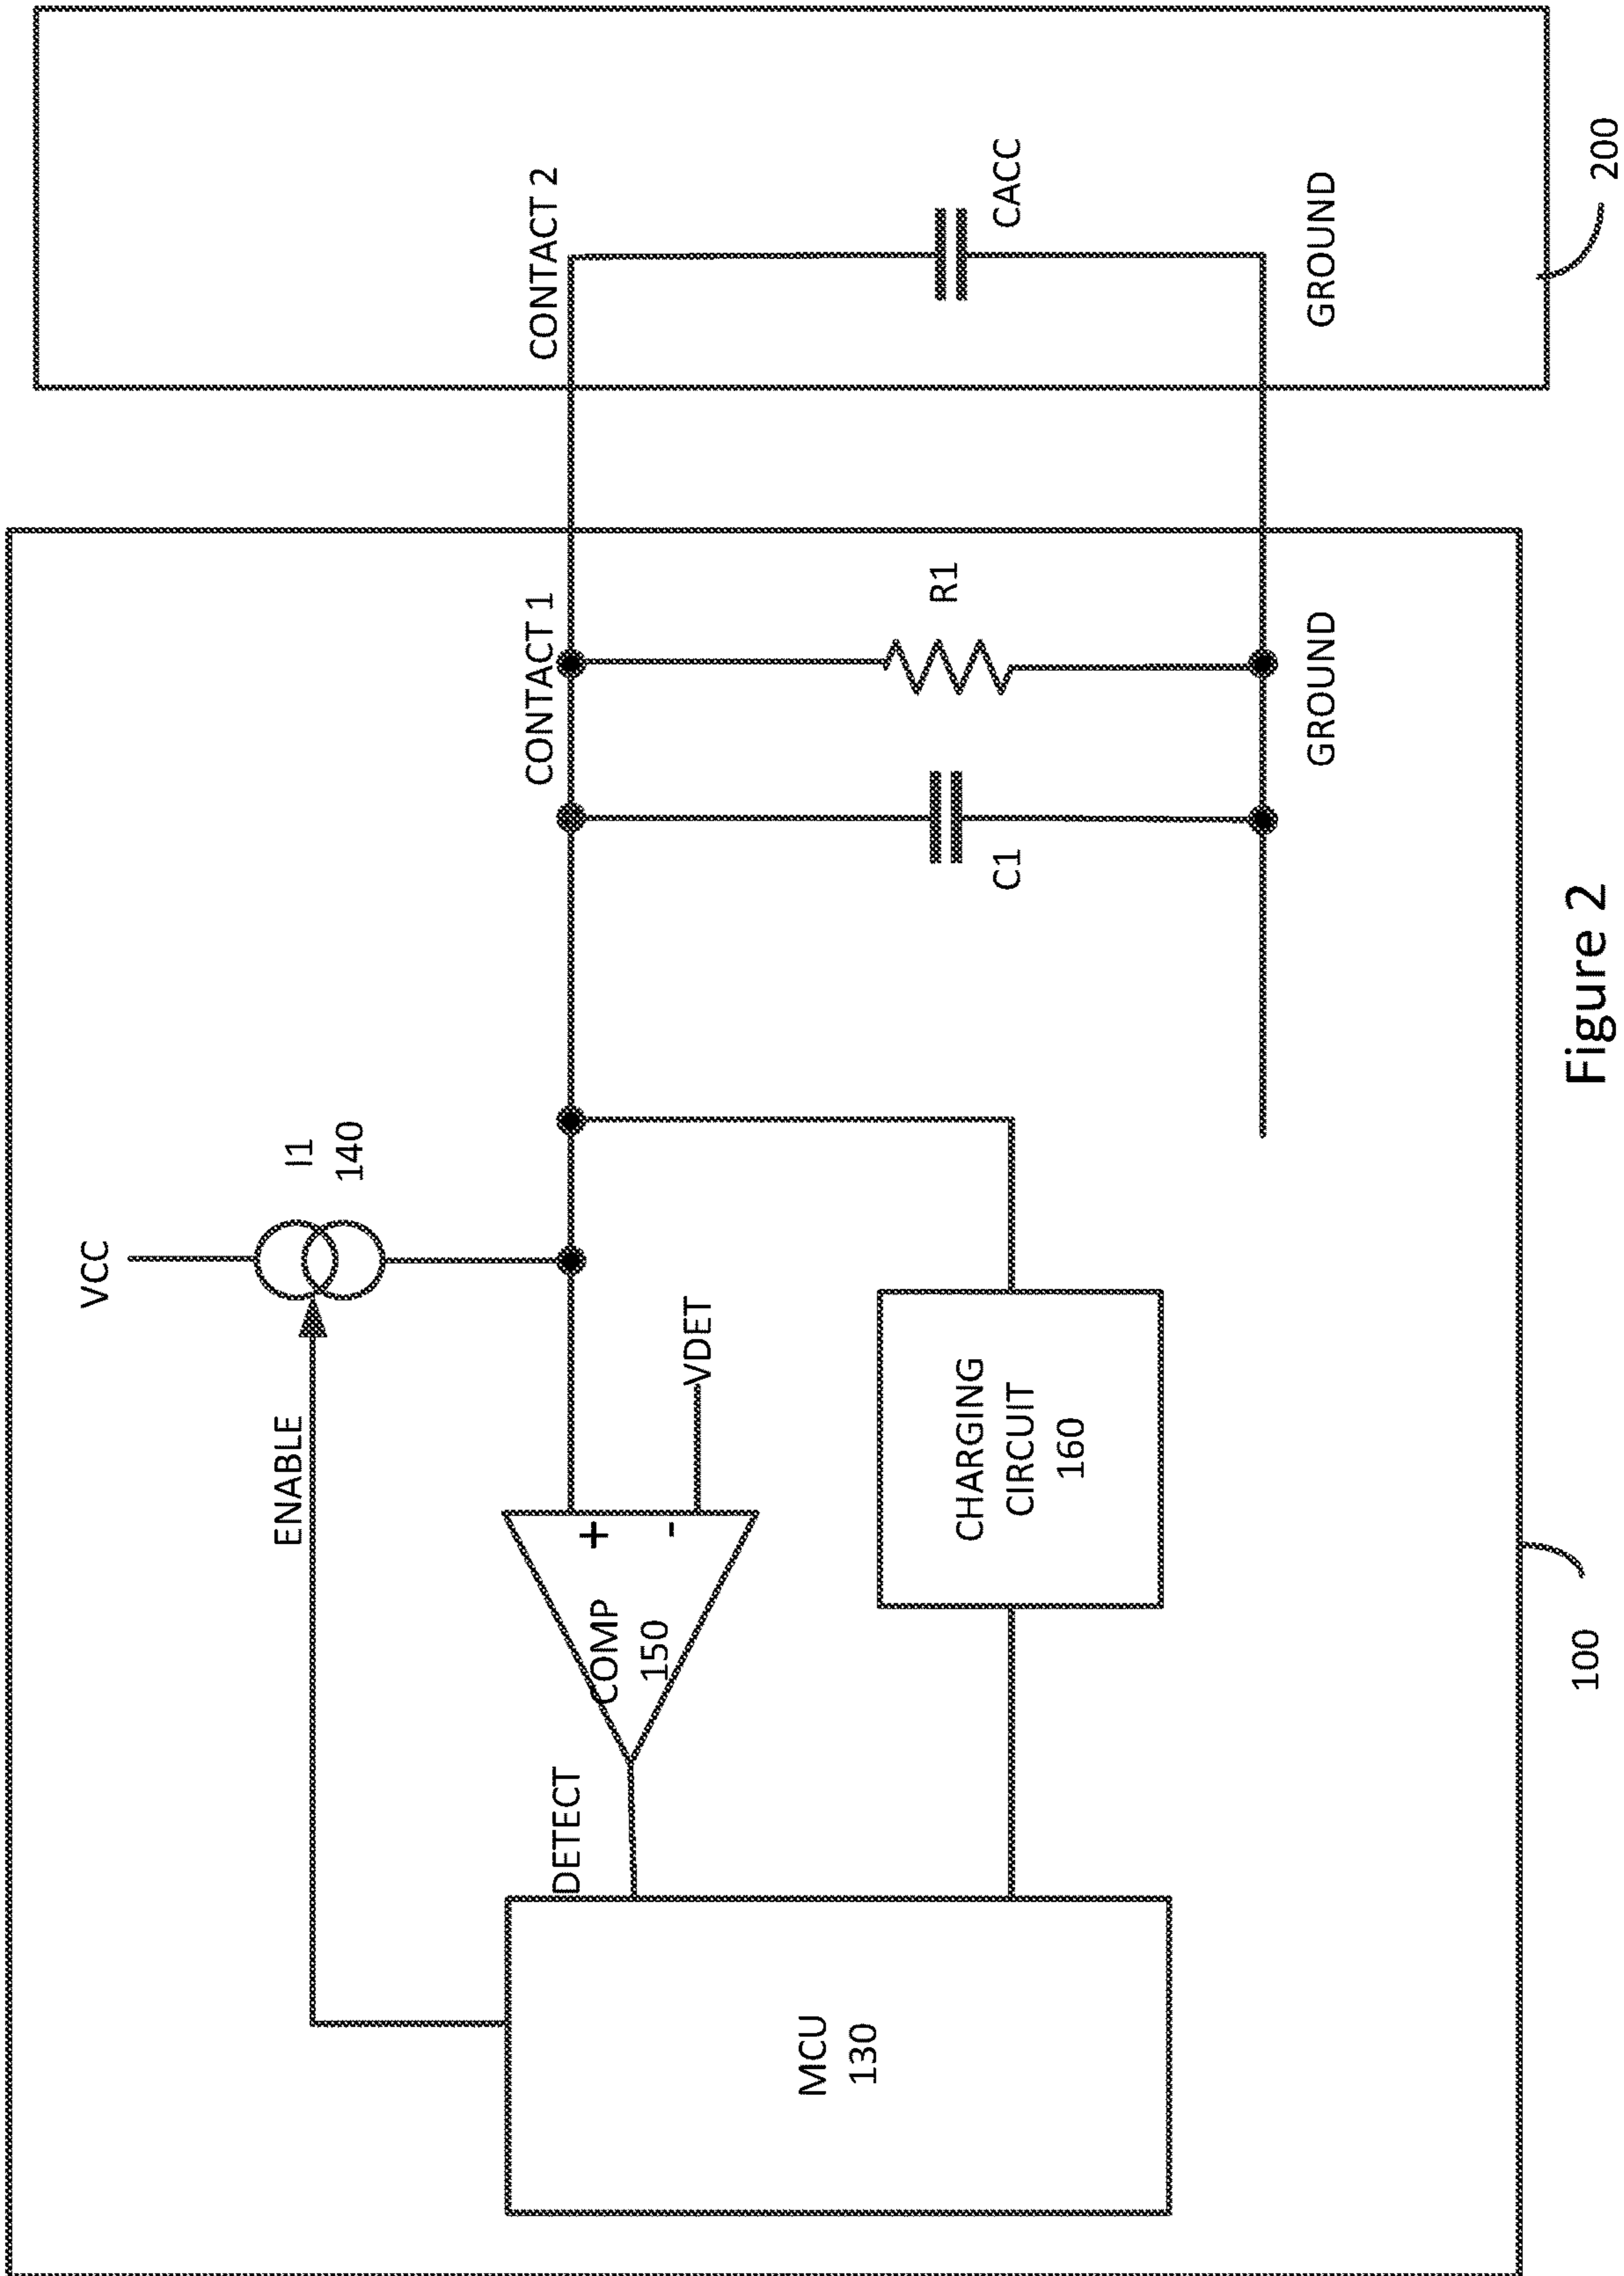 VCC
I1
140
ENABLE
VDET
DETECT
COMP
150
+
-
MCU
130
CHARGING
CIRCUIT
160
CONTACT 1
C1
R1
GROUND
CONTACT 2
CACC
GROUND
100
200
Figure 2